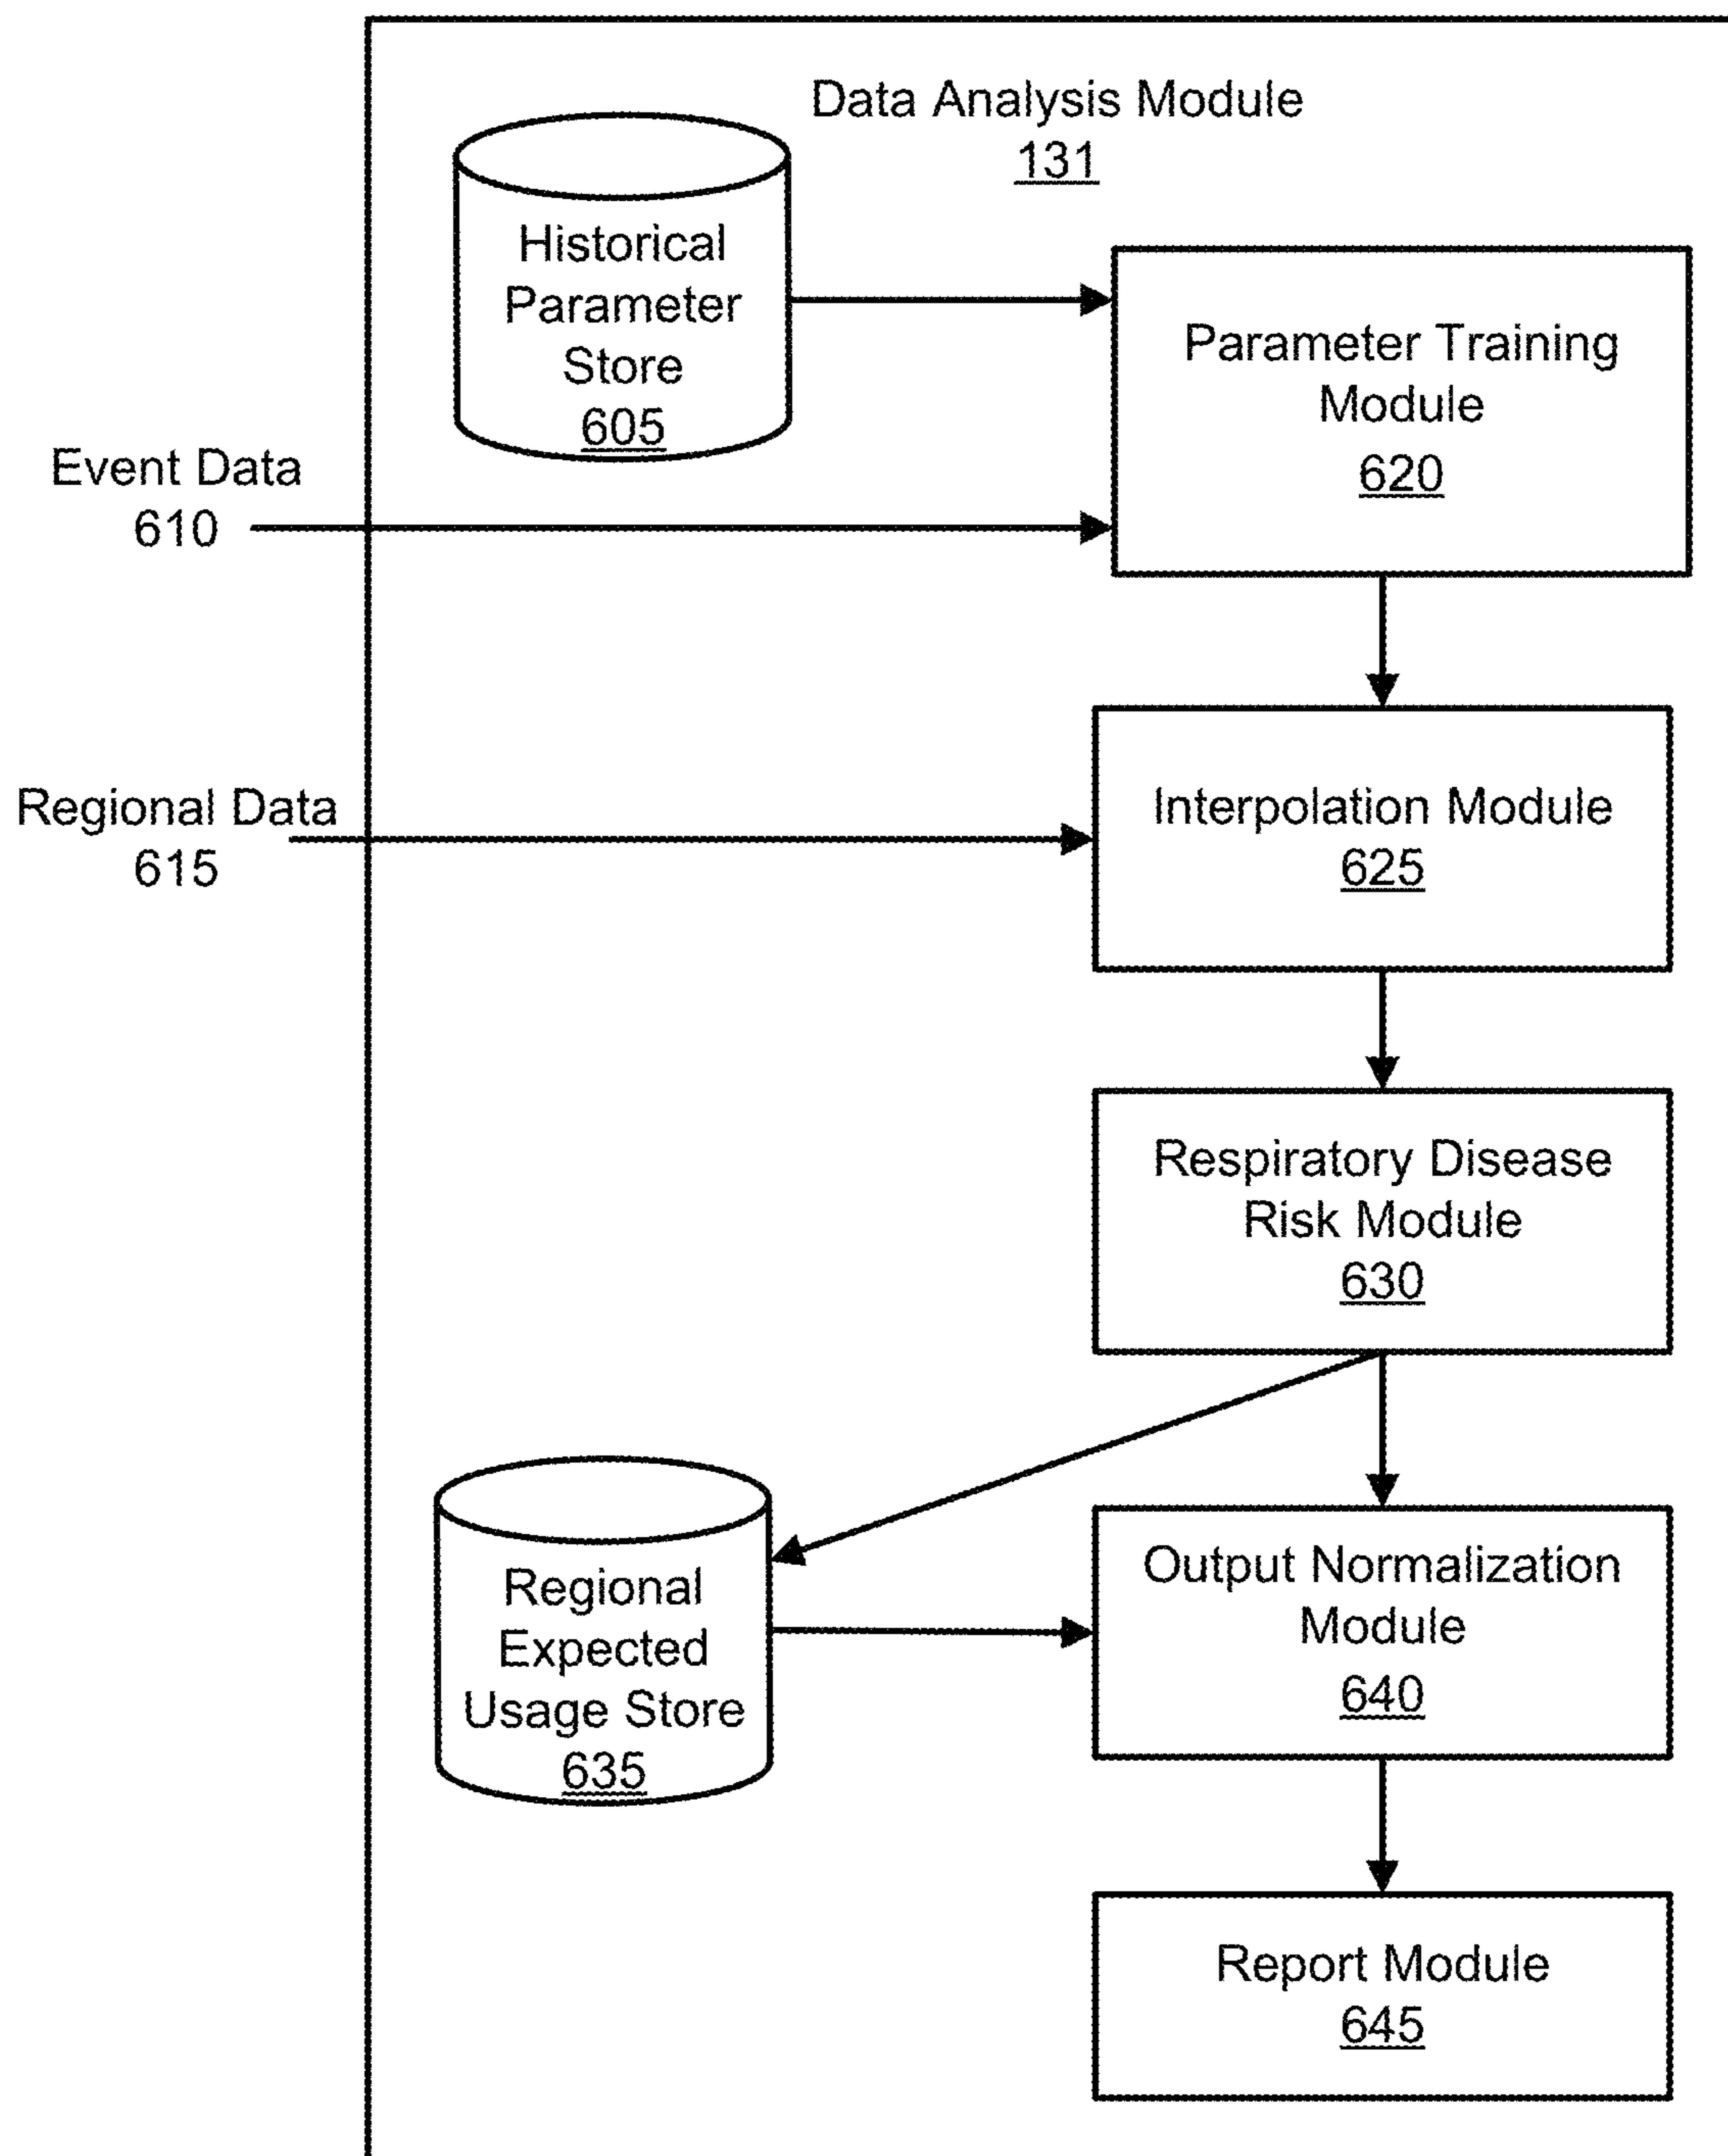 Data Analysis Module
131
Historical
Parameter
Store
605
Parameter Training
Module
620
Event Data
610
Regional Data
615
Interpolation Module
625
Respiratory Disease
Risk Module
630
Regional
Expected
Usage Store
635
Output Normalization
Module
640
Report Module
645